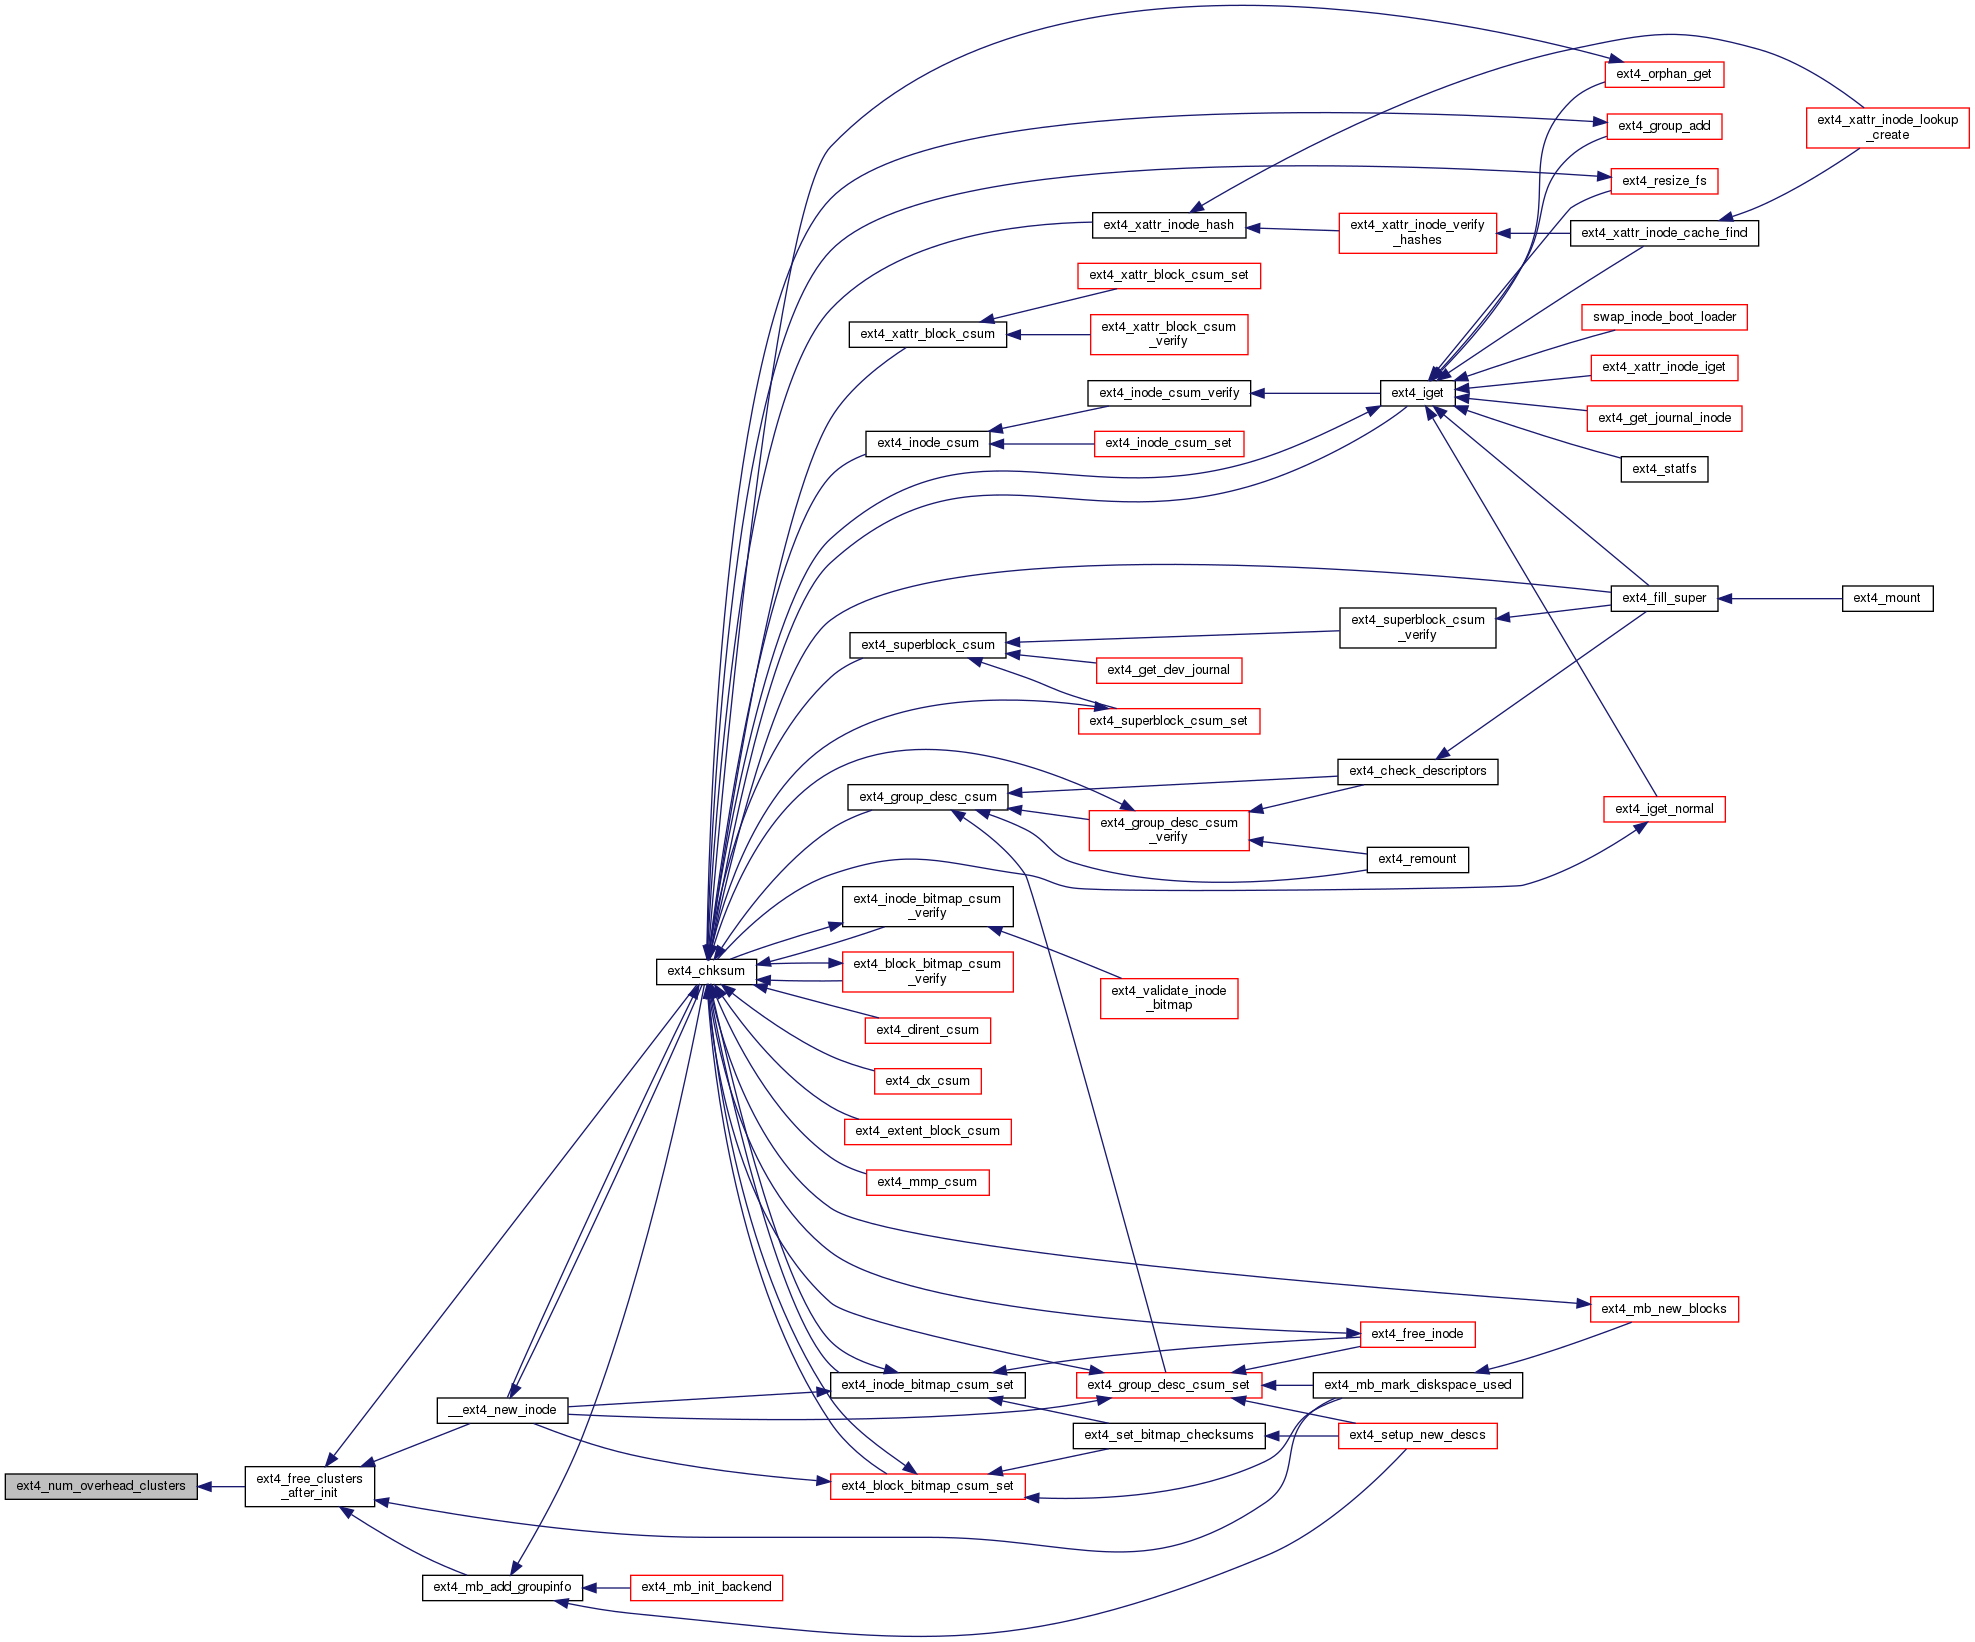 ext4_orphan_get
ext4_group_add
ext4_xattr_inode_lookup
_create
ext4_resize_fs
ext4_xattr_inode_hash
ext4_xattr_inode_verify
_hashes
ext4_xattr_inode_cache_find
ext4_xattr_block_csum_set
swap_inode_boot_loader
ext4_xattr_block_csum
ext4_xattr_block_csum
_verify
ext4_xattr_inode_iget
ext4_inode_csum_verify
ext4_iget
ext4_get_journal_inode
ext4_inode_csum
ext4_inode_csum_set
ext4_statfs
ext4_fill_super
ext4_mount
ext4_superblock_csum
ext4_superblock_csum
_verify
ext4_get_dev_journal
ext4_superblock_csum_set
ext4_check_descriptors
ext4_group_desc_csum
ext4_group_desc_csum
_verify
ext4_iget_normal
ext4_remount
ext4_inode_bitmap_csum
_verify
ext4_chksum
ext4_block_bitmap_csum
_verify
ext4_validate_inode
_bitmap
ext4_dirent_csum
ext4_dx_csum
ext4_extent_block_csum
ext4_mmp_csum
ext4_mb_new_blocks
ext4_free_inode
ext4_inode_bitmap_csum_set
ext4_group_desc_csum_set
ext4_mb_mark_diskspace_used
__ext4_new_inode
ext4_set_bitmap_checksums
ext4_setup_new_descs
ext4_num_overhead_clusters
ext4_free_clusters
_after_init
ext4_block_bitmap_csum_set
ext4_mb_add_groupinfo
ext4_mb_init_backend